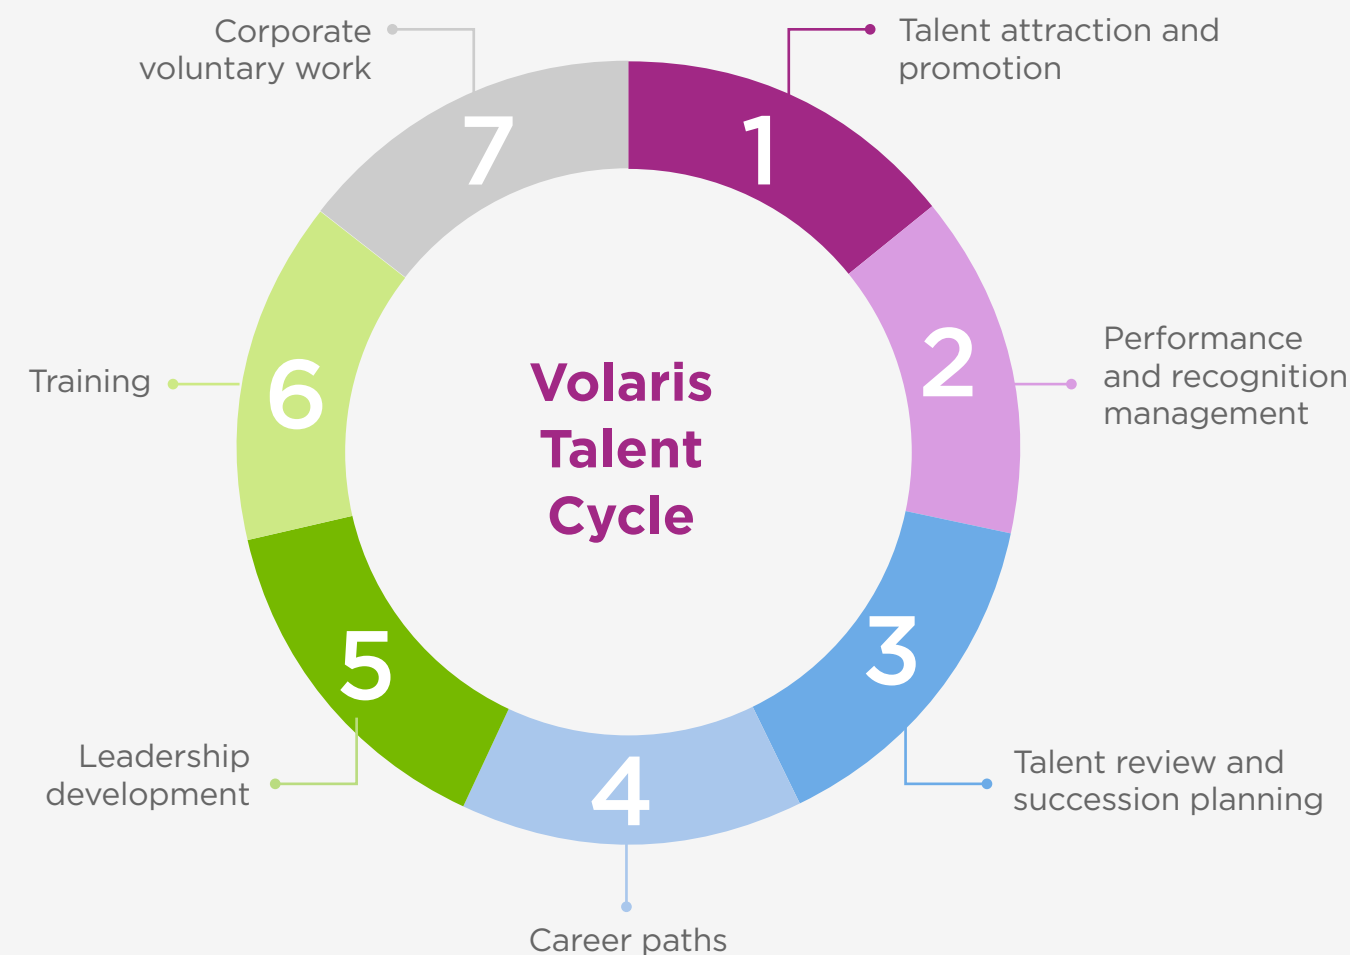 Corporate
voluntary work
7
1
Talent attraction and
promotion
2
Performance
and recognition
management
Training
6
Volaris
Talent
Cycle
5
3
Leadership
development
4
Talent review and
succession planning
Career paths